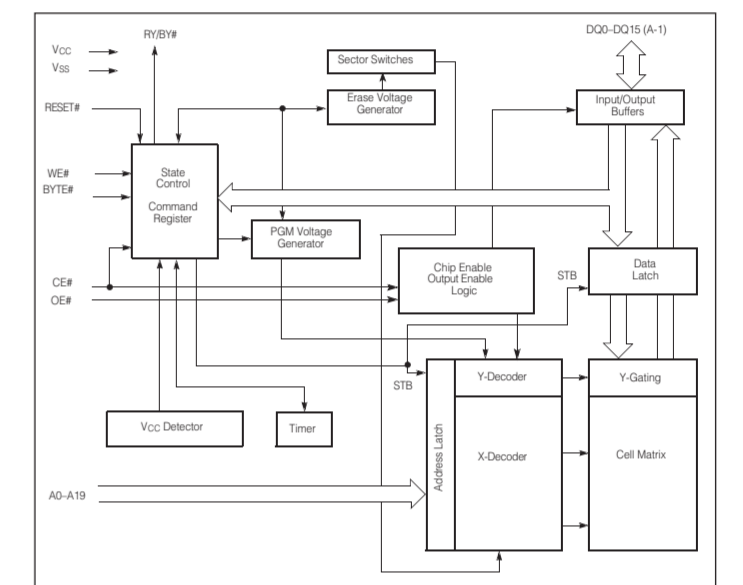 RY/BY#
DQ0–DQ15 (A-1)
VCC
VSS
Sector Switches
RESET#
Erase Voltage
Generator
Input/Output
Buffers
WE#
BYTE#
State
Control
Command
Register
PGM Voltage
Generator
CE#
OE#
Chip Enable
Output Enable
Logic
STB
Data
Latch
STB
Y-Decoder
Y-Gating
VCC Detector
Timer
Address Latch
X-Decoder
Cell Matrix
A0–A19